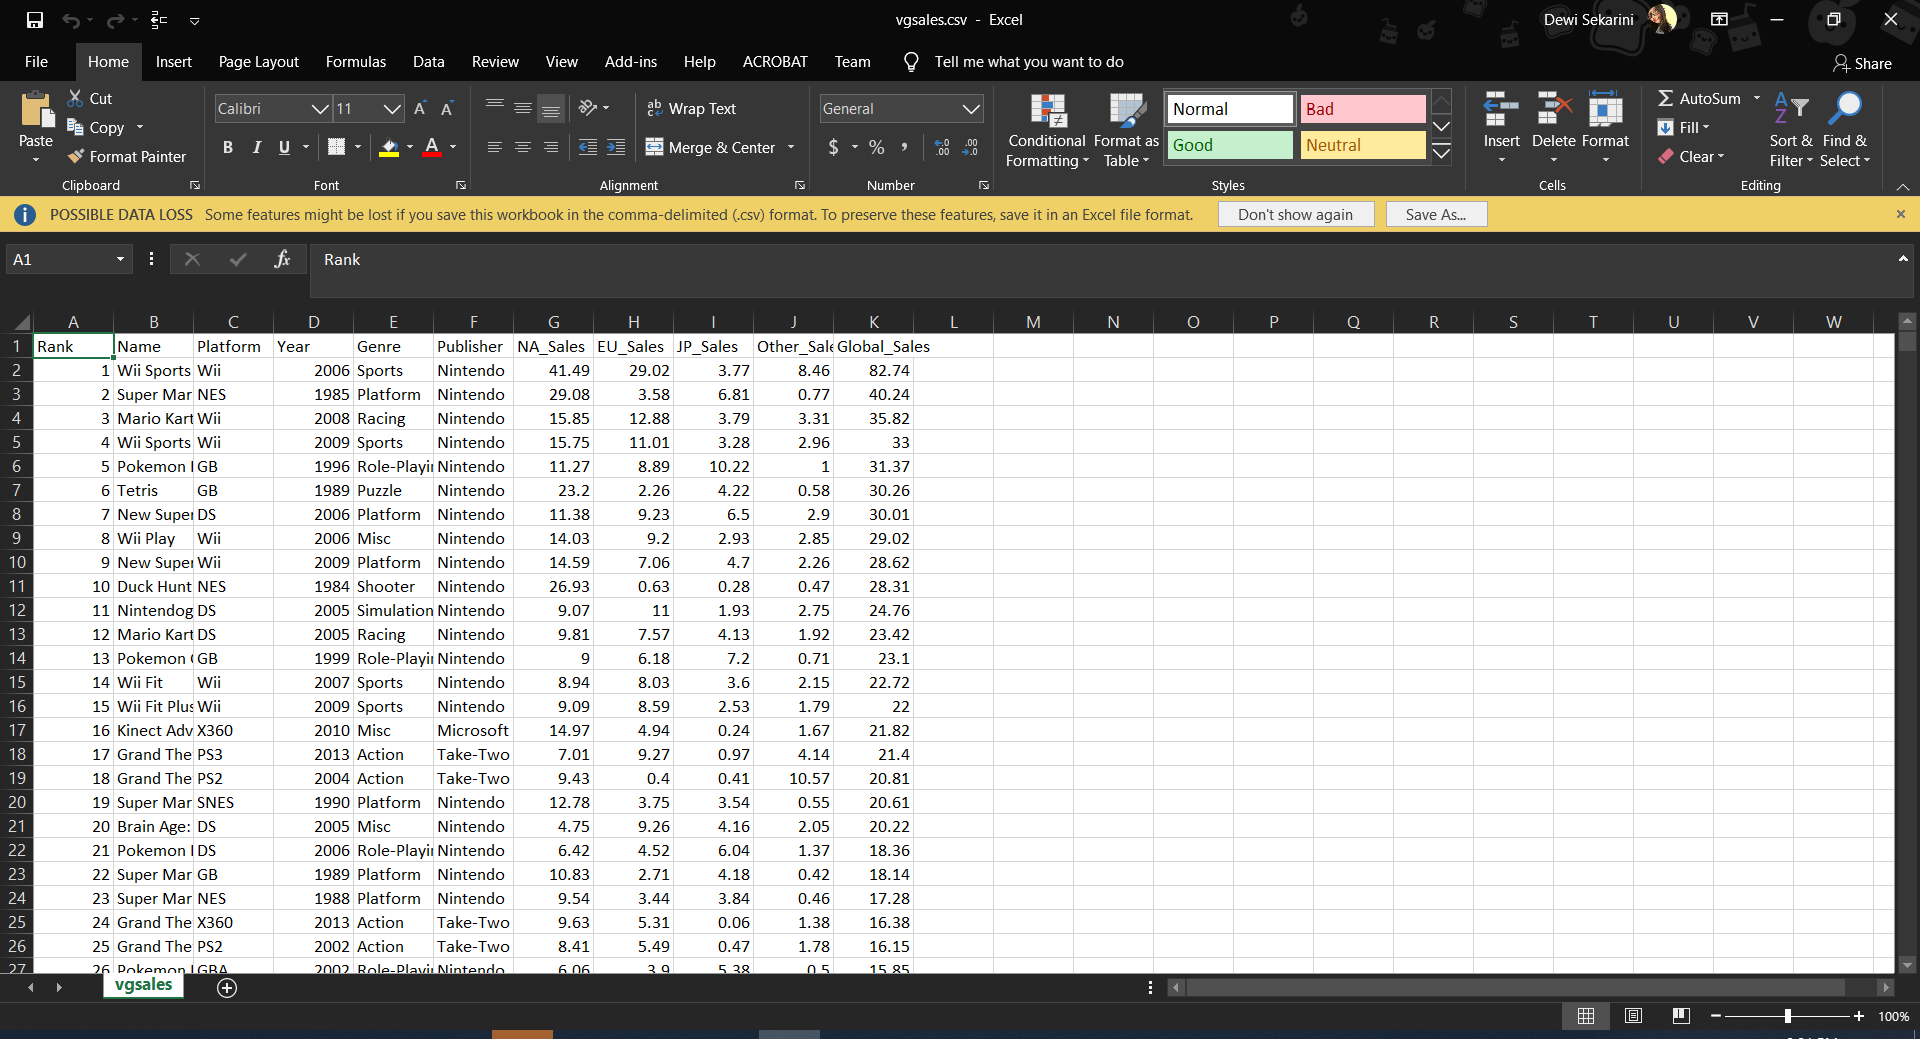 vgsales.csv - Excel
Dewi Sekarini
File Home Insert Page Layout Formulas Data Review View Add-ins Help ACROBAT Team Tell me what you want to do Share
Paste
Cut
Copy
Format Painter
Clipboard
Calibri 11
B I U
Font
Wrap Text
Merge & Center
Alignment
General
$ % ,
Number
Conditional Formatting
Format as Table
Normal Bad
Good Neutral
Styles
Insert Delete Format
Cells
AutoSum
Fill
Clear
Sort & Filter
Find & Select
Editing
POSSIBLE DATA LOSS Some features might be lost if you save this workbook in the comma-delimited (.csv) format. To preserve these features, save it in an Excel file format. Don't show again Save As...
A1 fx Rank
A B C D E F G H I J K L M N O P Q R S T U V W
1 Rank Name Platform Year Genre Publisher NA_Sales EU_Sales JP_Sales Other_Sale Global_Sales
2 1 Wii Sports Wii 2006 Sports Nintendo 41.49 29.02 3.77 8.46 82.74
3 2 Super Mar NES 1985 Platform Nintendo 29.08 3.58 6.81 0.77 40.24
4 3 Mario Kart Wii 2008 Racing Nintendo 15.85 12.88 3.79 3.31 35.82
5 4 Wii Sports Wii 2009 Sports Nintendo 15.75 11.01 3.28 2.96 33
6 5 Pokemon GB 1996 Role-Playi Nintendo 11.27 8.89 10.22 1 31.37
7 6 Tetris GB 1989 Puzzle Nintendo 23.2 2.26 4.22 0.58 30.26
8 7 New Super DS 2006 Platform Nintendo 11.38 9.23 6.5 2.9 30.01
9 8 Wii Play Wii 2006 Misc Nintendo 14.03 9.2 2.93 2.85 29.02
10 9 New Super Wii 2009 Platform Nintendo 14.59 7.06 4.7 2.26 28.62
11 10 Duck Hunt NES 1984 Shooter Nintendo 26.93 0.63 0.28 0.47 28.31
12 11 Nintendog DS 2005 Simulation Nintendo 9.07 11 1.93 2.75 24.76
13 12 Mario Kart DS 2005 Racing Nintendo 9.81 7.57 4.13 1.92 23.42
14 13 Pokemon GB 1999 Role-Playi Nintendo 9 6.18 7.2 0.71 23.1
15 14 Wii Fit Wii 2007 Sports Nintendo 8.94 8.03 3.6 2.15 22.72
16 15 Wii Fit Plus Wii 2009 Sports Nintendo 9.09 8.59 2.53 1.79 22
17 16 Kinect Adv X360 2010 Misc Microsoft 14.97 4.94 0.24 1.67 21.82
18 17 Grand The PS3 2013 Action Take-Two 7.01 9.27 0.97 4.14 21.4
19 18 Grand The PS2 2004 Action Take-Two 9.43 0.4 0.41 10.57 20.81
20 19 Super Mar SNES 1990 Platform Nintendo 12.78 3.75 3.54 0.55 20.61
21 20 Brain Age: DS 2005 Misc Nintendo 4.75 9.26 4.16 2.05 20.22
22 21 Pokemon DS 2006 Role-Playi Nintendo 6.42 4.52 6.04 1.37 18.36
23 22 Super Mar GB 1989 Platform Nintendo 10.83 2.71 4.18 0.42 18.14
24 23 Super Mar NES 1988 Platform Nintendo 9.54 3.44 3.84 0.46 17.28
25 24 Grand The X360 2013 Action Take-Two 9.63 5.31 0.06 1.38 16.38
26 25 Grand The PS2 2002 Action Take-Two 8.41 5.49 0.47 1.78 16.15
27 26 Pokemon GBA 2002 Role-Playi Nintendo 6.06 3.9 5.38 0.5 15.85
vgsales
100%